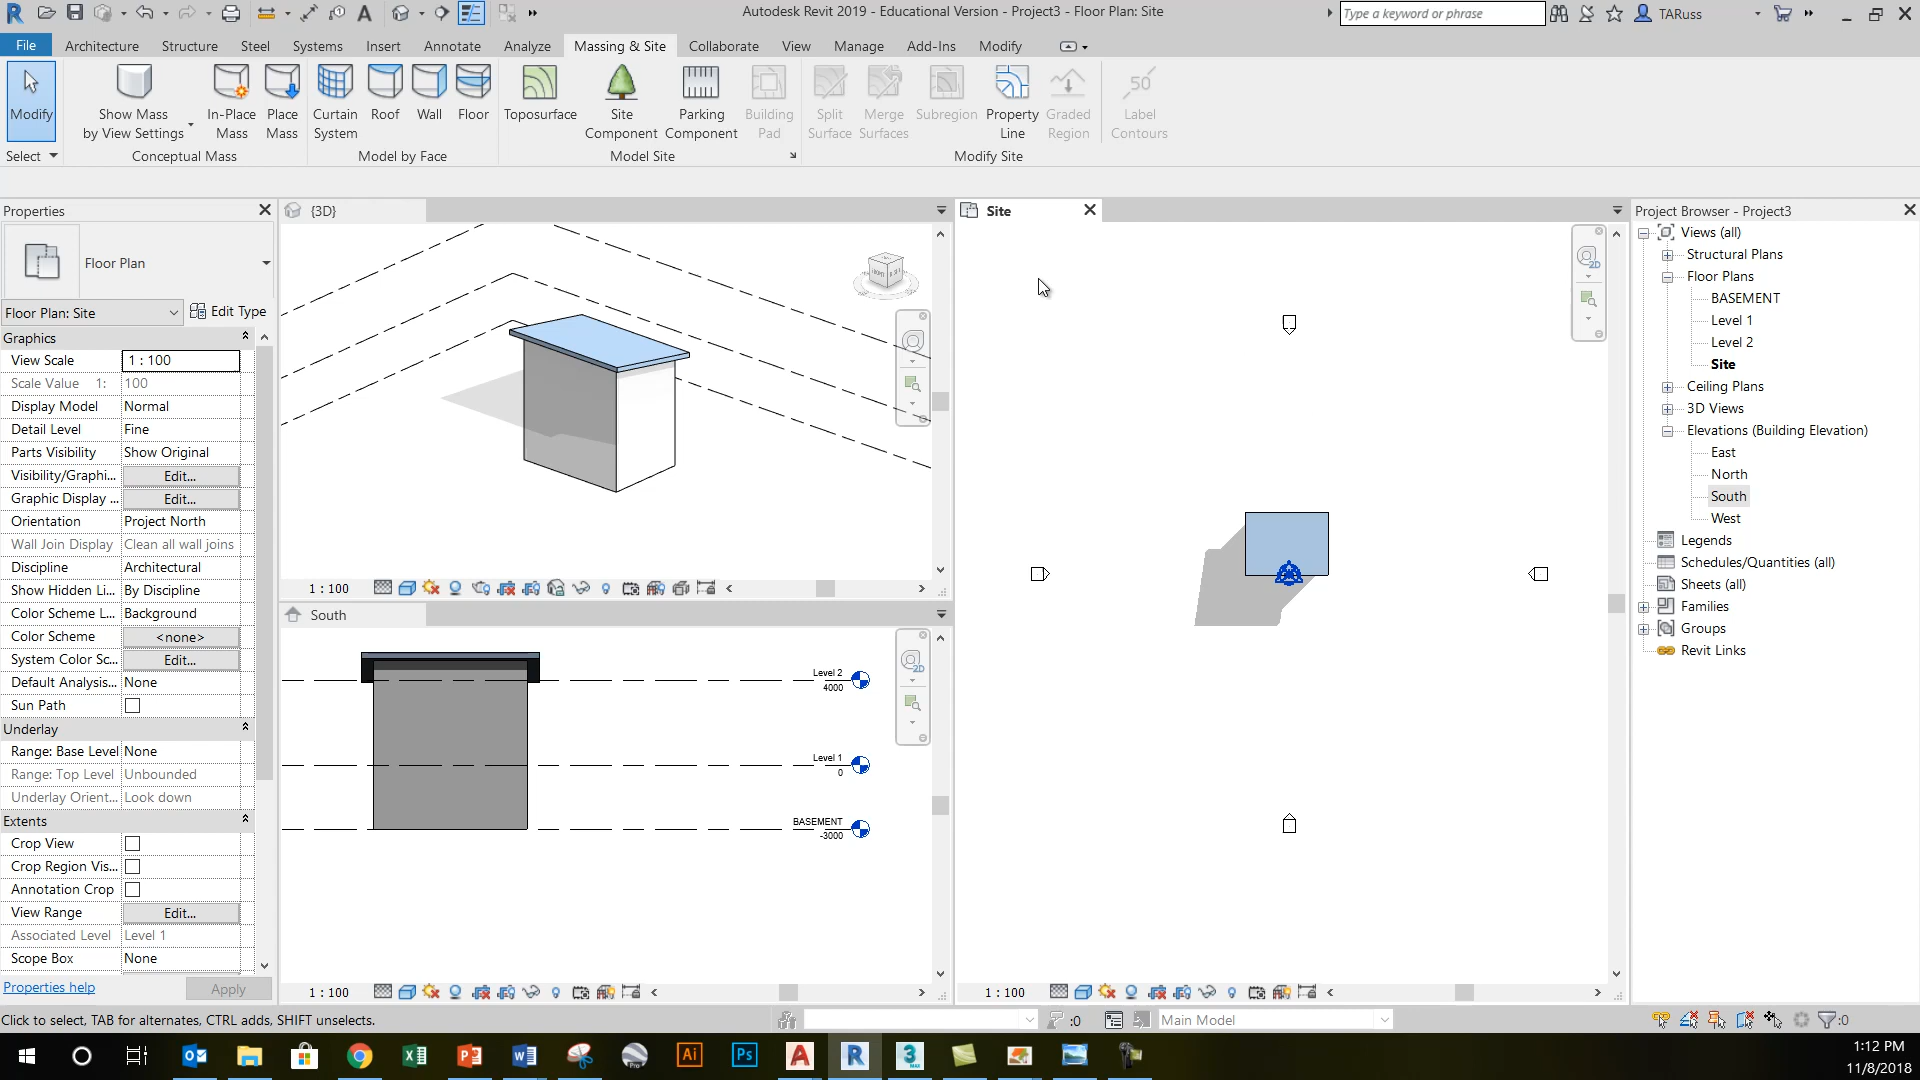 Autodesk Revit 2019 - Educational Version - Project3 - Floor Plan: Site
Type a keyword or phrase
TARuss
File
Architecture
Structure
Steel
Systems
Insert
Annotate
Analyze
Massing & Site
Collaborate
View
Manage
Add-Ins
Modify
Modify
Show Mass
by View Settings
In-Place
Mass
Place
Mass
Curtain
System
Roof
Wall
Floor
Toposurface
Site
Component
Parking
Component
Building
Pad
Split
Surface
Merge
Surfaces
Subregion
Property
Line
Graded
Region
50
Label
Contours
Select
Conceptual Mass
Model by Face
Model Site
Modify Site
Properties
Floor Plan
Floor Plan: Site
Edit Type
Graphics
View Scale 1 : 100
Scale Value 1: 100
Display Model Normal
Detail Level Fine
Parts Visibility Show Original
Visibility/Graphi... Edit...
Graphic Display ... Edit...
Orientation Project North
Wall Join Display Clean all wall joins
Discipline Architectural
Show Hidden Li... By Discipline
Color Scheme L... Background
Color Scheme <none>
System Color Sc... Edit...
Default Analysis... None
Sun Path
Underlay
Range: Base Level None
Range: Top Level Unbounded
Underlay Orient... Look down
Extents
Crop View
Crop Region Vis...
Annotation Crop
View Range Edit...
Associated Level Level 1
Scope Box None
Properties help
Apply
{3D}
1 : 100
South
Level 2
4000
Level 1
0
BASEMENT
-3000
1 : 100
Site
2D
2D
1 : 100
Project Browser - Project3
Views (all)
Structural Plans
Floor Plans
BASEMENT
Level 1
Level 2
Site
Ceiling Plans
3D Views
Elevations (Building Elevation)
East
North
South
West
Legends
Schedules/Quantities (all)
Sheets (all)
Families
Groups
Revit Links
Click to select, TAB for alternates, CTRL adds, SHIFT unselects.
:0
Main Model
:0
1:12 PM
11/8/2018